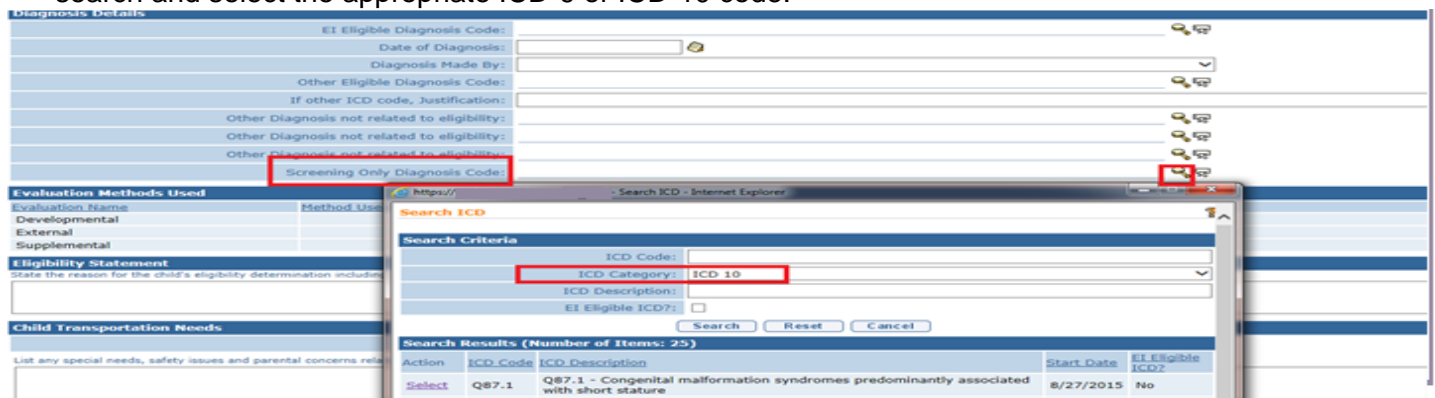 search and select the appropriate ICD-9 or ICD-10 code.
Diagnosis Details
EI Eligible Diagnosis Code:
Date of Diagnosis:
Diagnosis Made By:
Other Eligible Diagnosis Code:
If other ICD code, Justification:
Other Diagnosis not related to eligibility:
Other Diagnosis not related to eligibility:
Other Diagnosis not related to eligibility:
Screening Only Diagnosis Code:
Evaluation Methods Used
Evaluation Name Method Use
Developmental
External
Supplemental
Eligibility Statement
State the reason for the child's eligibility determination including
Child Transportation Needs
List any special needs, safety issues and parental concerns rela
https:// - Search ICD - Internet Explorer
Search ICD
Search Criteria
ICD Code:
ICD Category: ICD 10
ICD Description:
EI Eligible ICD?:
Search Reset Cancel
Search Results (Number of Items: 25)
Action ICD Code ICD Description Start Date EI Eligible ICD?
Select Q87.1 Q87.1 - Congenital malformation syndromes predominantly associated with short stature 8/27/2015 No